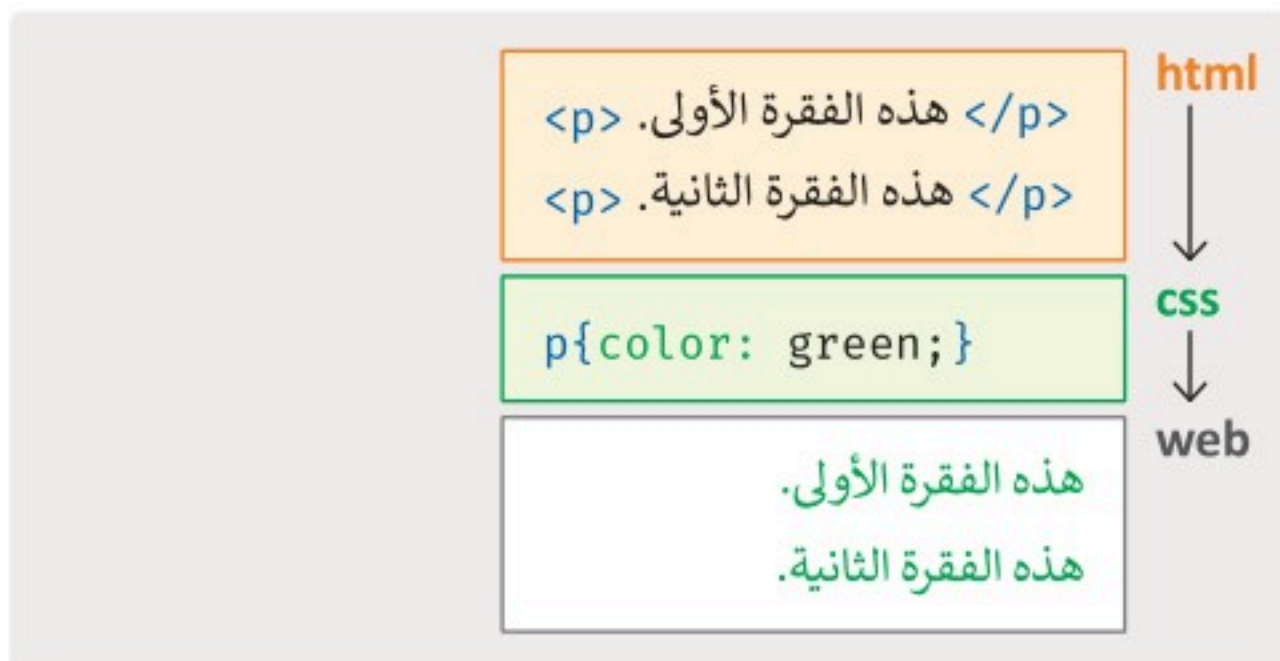 html
<p> هذه الفقرة الأولى. </p>
<p> هذه الفقرة الثانية. </p>
css
p{color: green;}
web
هذه الفقرة الأولى.
هذه الفقرة الثانية.